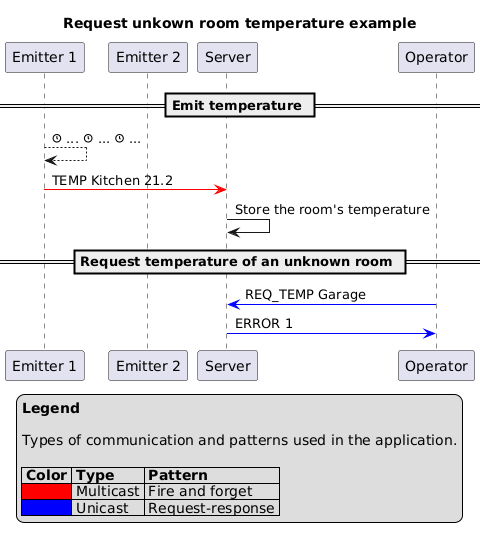 Request unkown room temperature example
Emitter 1 Emitter 2 Server Operator
Emit temperature
... ... ...
TEMP Kitchen 21.2
Store the room's temperature
Request temperature of an unknown room
REQ_TEMP Garage
ERROR 1
Emitter 1 Emitter 2 Server Operator
Legend
Types of communication and patterns used in the application.
Color Type Pattern
Multicast Fire and forget
Unicast Request-response